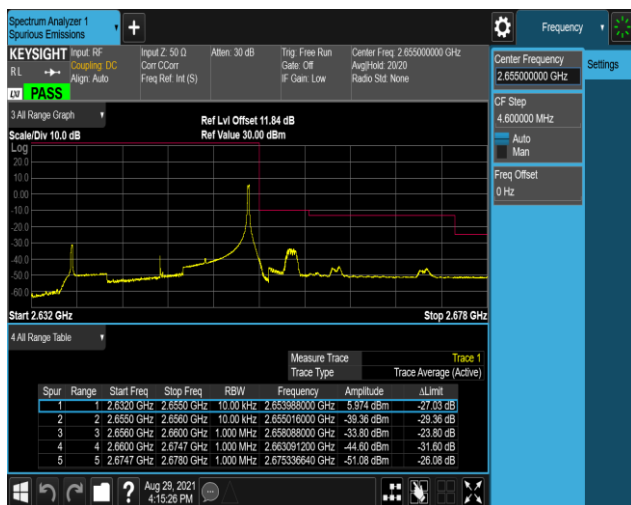 Spectrum Analyzer 1
Spurious Emissions
Frequency
KEYSIGHT Input: RF Input Z: 50 Ω Atten: 30 dB Trig: Free Run Center Freq: 2.655000000 GHz
R L Coupling: DC Corr CCorr Gate: Off Avg|Hold: 20/20
Align: Auto Freq Ref: Int (S) IF Gain: Low Radio Std: None
LXI PASS
Center Frequency
2.655000000 GHz
Settings
CF Step
4.600000 MHz
Auto
Man
Freq Offset
0 Hz
3 All Range Graph
Ref Lvl Offset 11.84 dB
Scale/Div 10.0 dB Ref Value 30.00 dBm
Log
20.0
10.0
0.00
-10.0
-20.0
-30.0
-40.0
-50.0
-60.0
Start 2.632 GHz Stop 2.678 GHz
4 All Range Table
Measure Trace Trace 1
Trace Type Trace Average (Active)
Spur Range Start Freq Stop Freq RBW Frequency Amplitude ΔLimit
1 1 2.6320 GHz 2.6550 GHz 10.00 kHz 2.653988000 GHz 5.974 dBm -27.03 dB
2 2 2.6550 GHz 2.6560 GHz 10.00 kHz 2.655016000 GHz -39.36 dBm -29.36 dB
3 3 2.6560 GHz 2.6600 GHz 1.000 MHz 2.658088000 GHz -33.80 dBm -23.80 dB
4 4 2.6600 GHz 2.6747 GHz 1.000 MHz 2.663091200 GHz -44.60 dBm -31.60 dB
5 5 2.6747 GHz 2.6780 GHz 1.000 MHz 2.675336640 GHz -51.08 dBm -26.08 dB
? Aug 29, 2021
4:15:26 PM